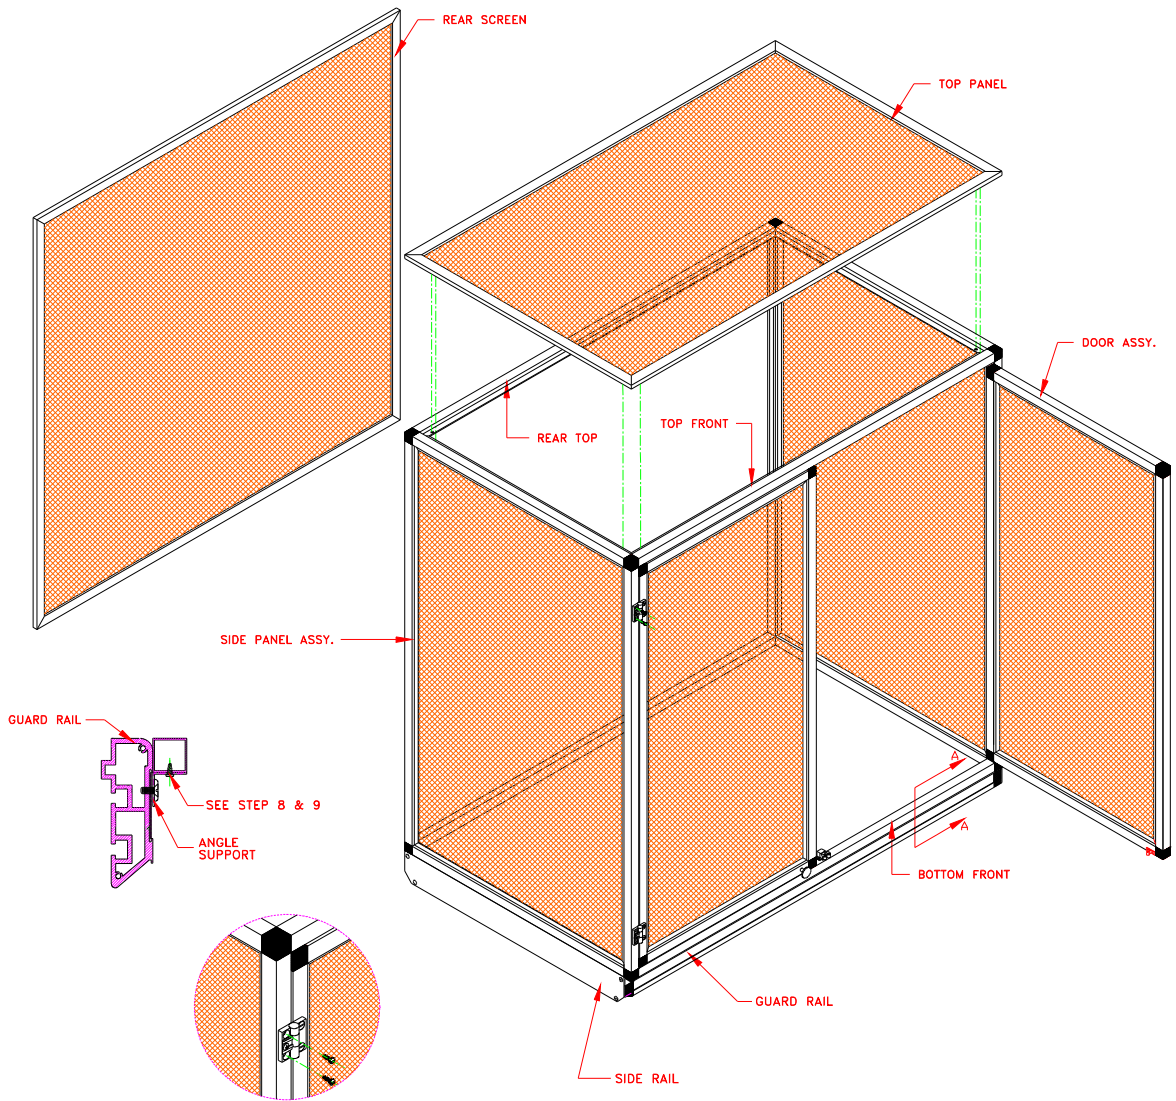 REAR SCREEN
TOP PANEL
DOOR ASSY.
REAR TOP
TOP FRONT
SIDE PANEL ASSY.
GUARD RAIL
SEE STEP 8 & 9
ANGLE
SUPPORT
A
A
BOTTOM FRONT
GUARD RAIL
SIDE RAIL